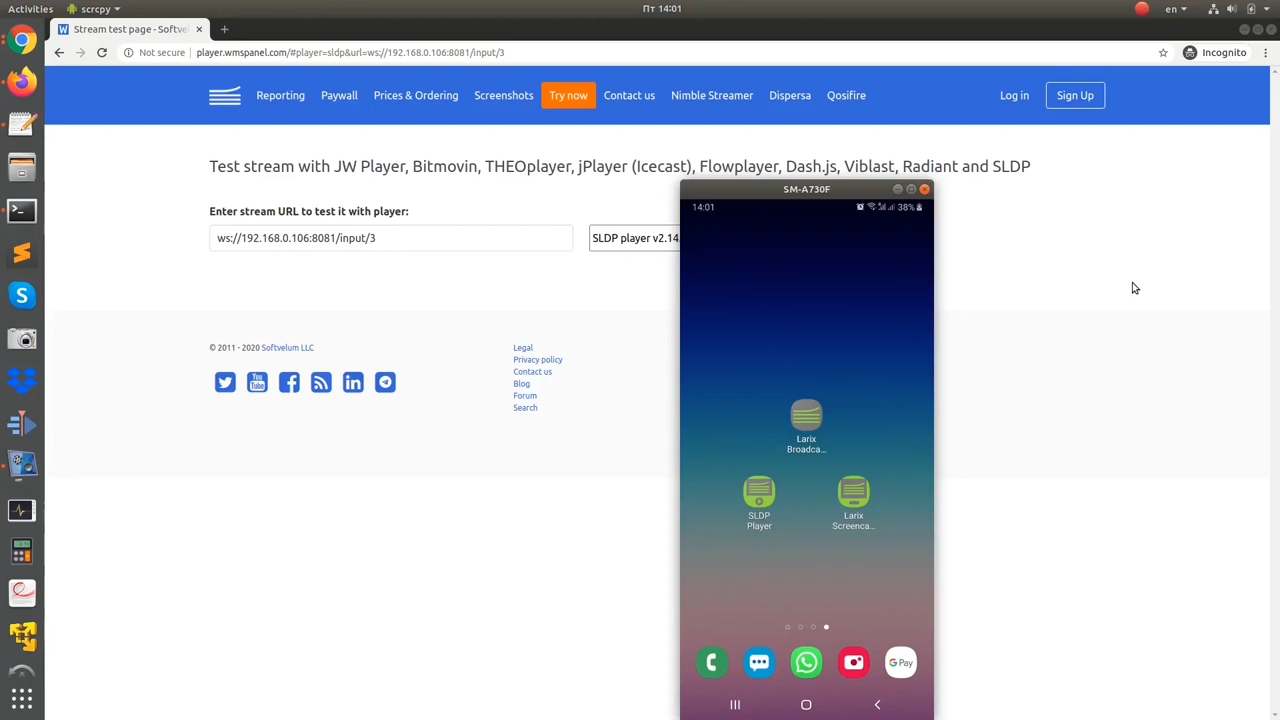 Activities
scrcpy
Пт 14:01
en
Stream test page - Softve
Not secure
player.wmspanel.com/#player=sldp&url=ws://192.168.0.106:8081/input/3
Incognito
Reporting
Paywall
Prices & Ordering
Screenshots
Try now
Contact us
Nimble Streamer
Dispersa
Qosifire
Log in
Sign Up
Test stream with JW Player, Bitmovin, THEOplayer, jPlayer (Icecast), Flowplayer, Dash.js, Viblast, Radiant and SLDP
Enter stream URL to test it with player:
ws://192.168.0.106:8081/input/3
SLDP player v2.14.
© 2011 - 2020 Softvelum LLC
You
Tube
Legal
Privacy policy
Contact us
Blog
Forum
Search
SM-A730F
14:01
38%
Larix
Broadca...
SLDP
Player
Larix
Screenca...
G Pay